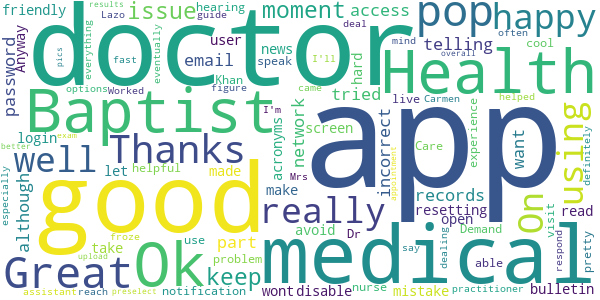 friendly
Lazo
issue
hearing
guide
moment
access
pop
happy
Anyway
password
everything
pics
fast
doctor
user
email
news
Khan
speak
telling
deal
mind
often
cool
overall
results
options
Worked
eventually
figure
hard
tried
I'll
came
live
Carmen
helped
Health
Baptist
login
well
Thanks
let
helpful
made
acronyms
network
I'm
screen
incorrect
app
Care
experience
want
On
using
definitely
better
exam
especially
although
good
really
make
Mrs
appointment
records
resetting
open
read
take
use
part
avoid
Dr
medical
say
dealing
Demand
able
visit
respond
pretty
Great
Ok
keep
froze
problem
upload
notification
assistant
reach
preselect
wont
disable
nurse
mistake
practitioner
bulletin